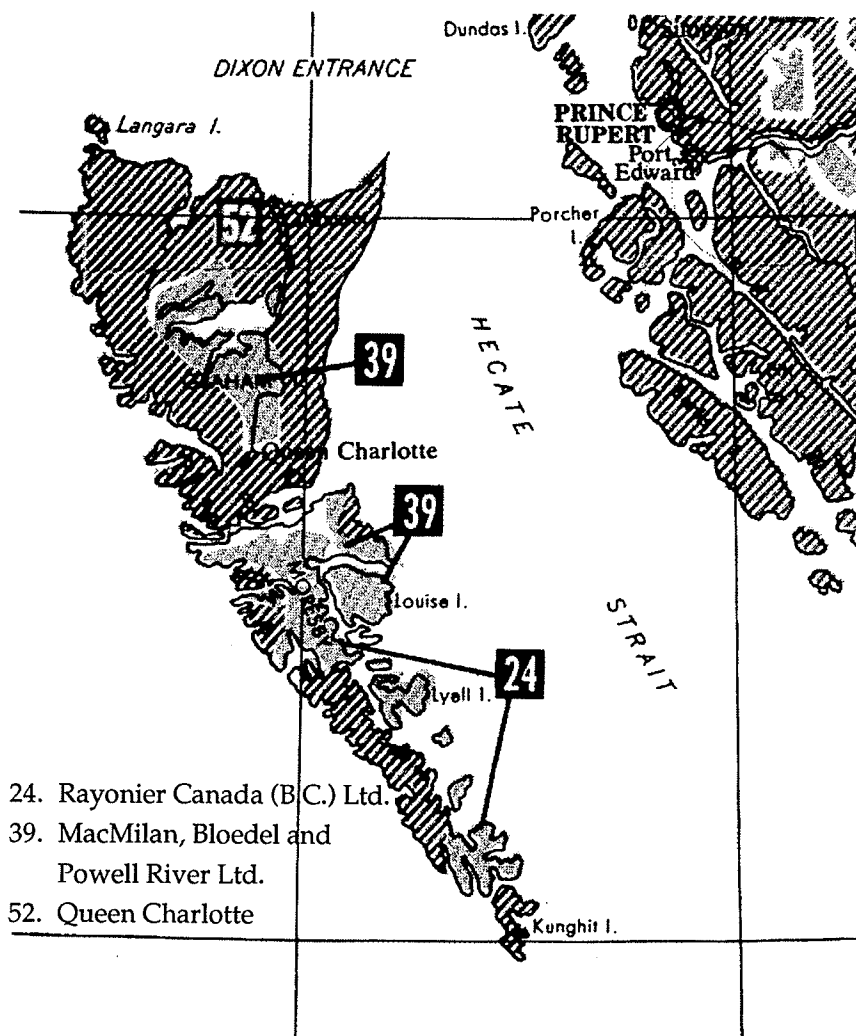 Dundas I.
Simpson
DIXON ENTRANCE
Langara I.
PRINCE
RUPERT
Port
Edward
Porcher
I.
52
HECATE
39
Queen Charlotte
39
Louise I.
STRAIT
24
Lyell I.
24. Rayonier Canada (B.C.) Ltd.
39. MacMilan, Bloedel and
Powell River Ltd.
52. Queen Charlotte
Kunghit I.